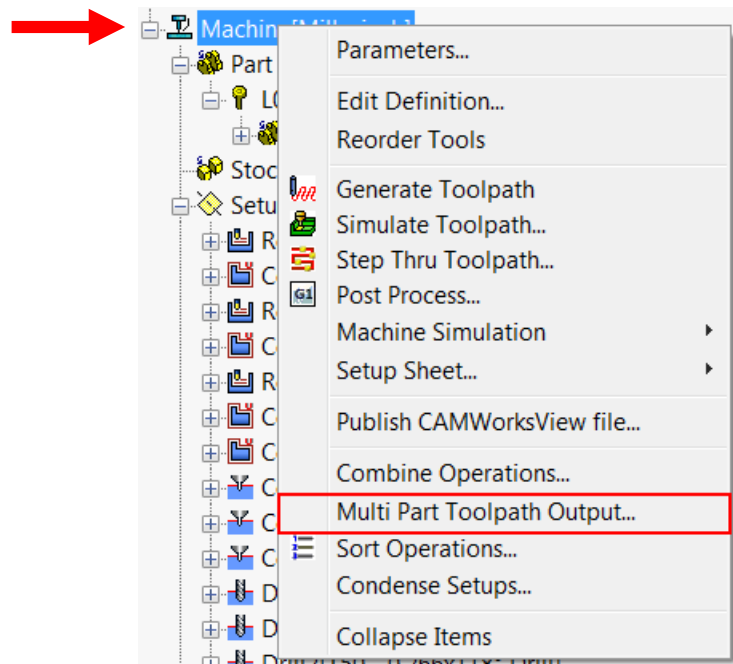 Machin
Parameters...
Part
Edit Definition...
Reorder Tools
Stoc
Generate Toolpath
Setu
Simulate Toolpath...
Step Thru Toolpath...
G1
Post Process...
Machine Simulation
Setup Sheet...
Publish CAMWorksView file...
Combine Operations...
Multi Part Toolpath Output...
Sort Operations...
Condense Setups...
Collapse Items